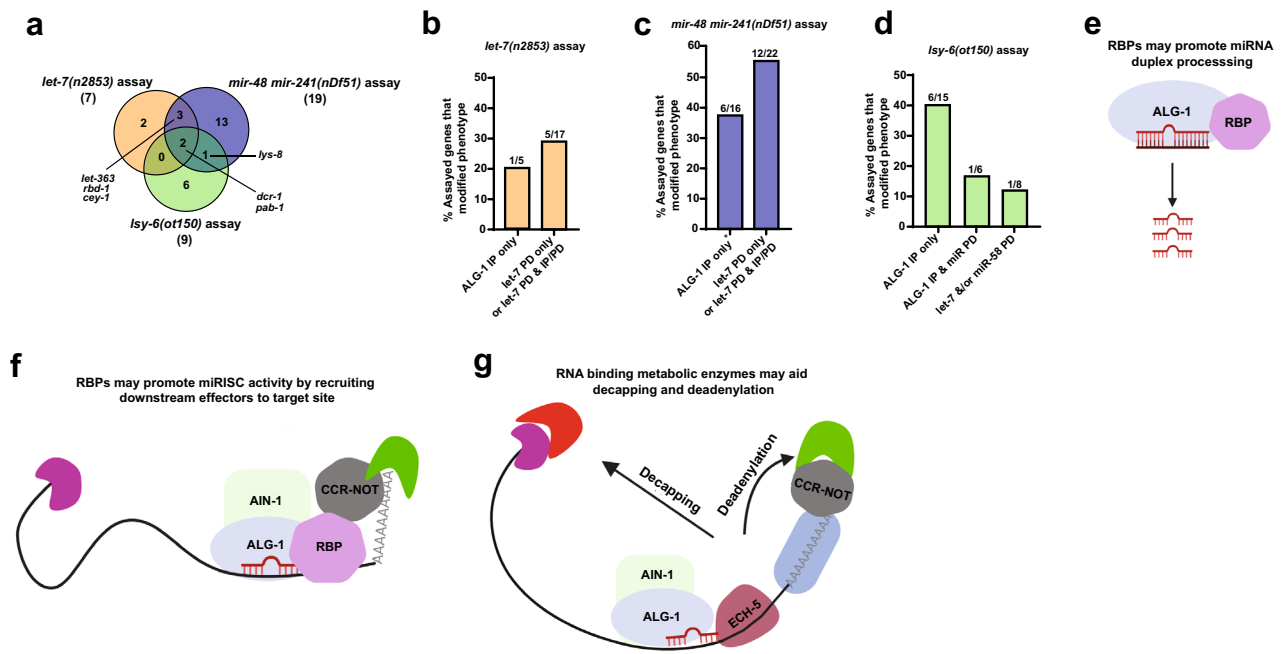 a
let-7(n2853) assay
(7)
mir-48 mir-241(nDf51) assay
(19)
2
3
13
2
0
1
6
lys-8
let-363
rbd-1
cey-1
dcr-1
pab-1
lsy-6(ot150) assay
(9)
b
let-7(n2853) assay
% Assayed genes that
modified phenotype
50
40
30
20
10
0
1/5
5/17
ALG-1 IP only
let-7 PD only
or let-7 PD & IP/PD
c
mir-48 mir-241(nDf51) assay
% Assayed genes that
modified phenotype
60
50
40
30
20
10
0
6/16
12/22
ALG-1 IP only
*
let-7 PD only
or let-7 PD & IP/PD
d
lsy-6(ot150) assay
% Assayed genes that
modified phenotype
50
40
30
20
10
0
6/15
1/6
1/8
ALG-1 IP only
ALG-1 IP & miR PD
let-7 &/or miR-58 PD
e
RBPs may promote miRNA
duplex processsing
ALG-1
RBP
f
RBPs may promote miRISC activity by recruiting
downstream effectors to target site
AIN-1
CCR-NOT
ALG-1
RBP
AAAAAAAAA
g
RNA binding metabolic enzymes may aid
decapping and deadenylation
Decapping
Deadenylation
CCR-NOT
AAAAAAAAA
AIN-1
ALG-1
ECH-5